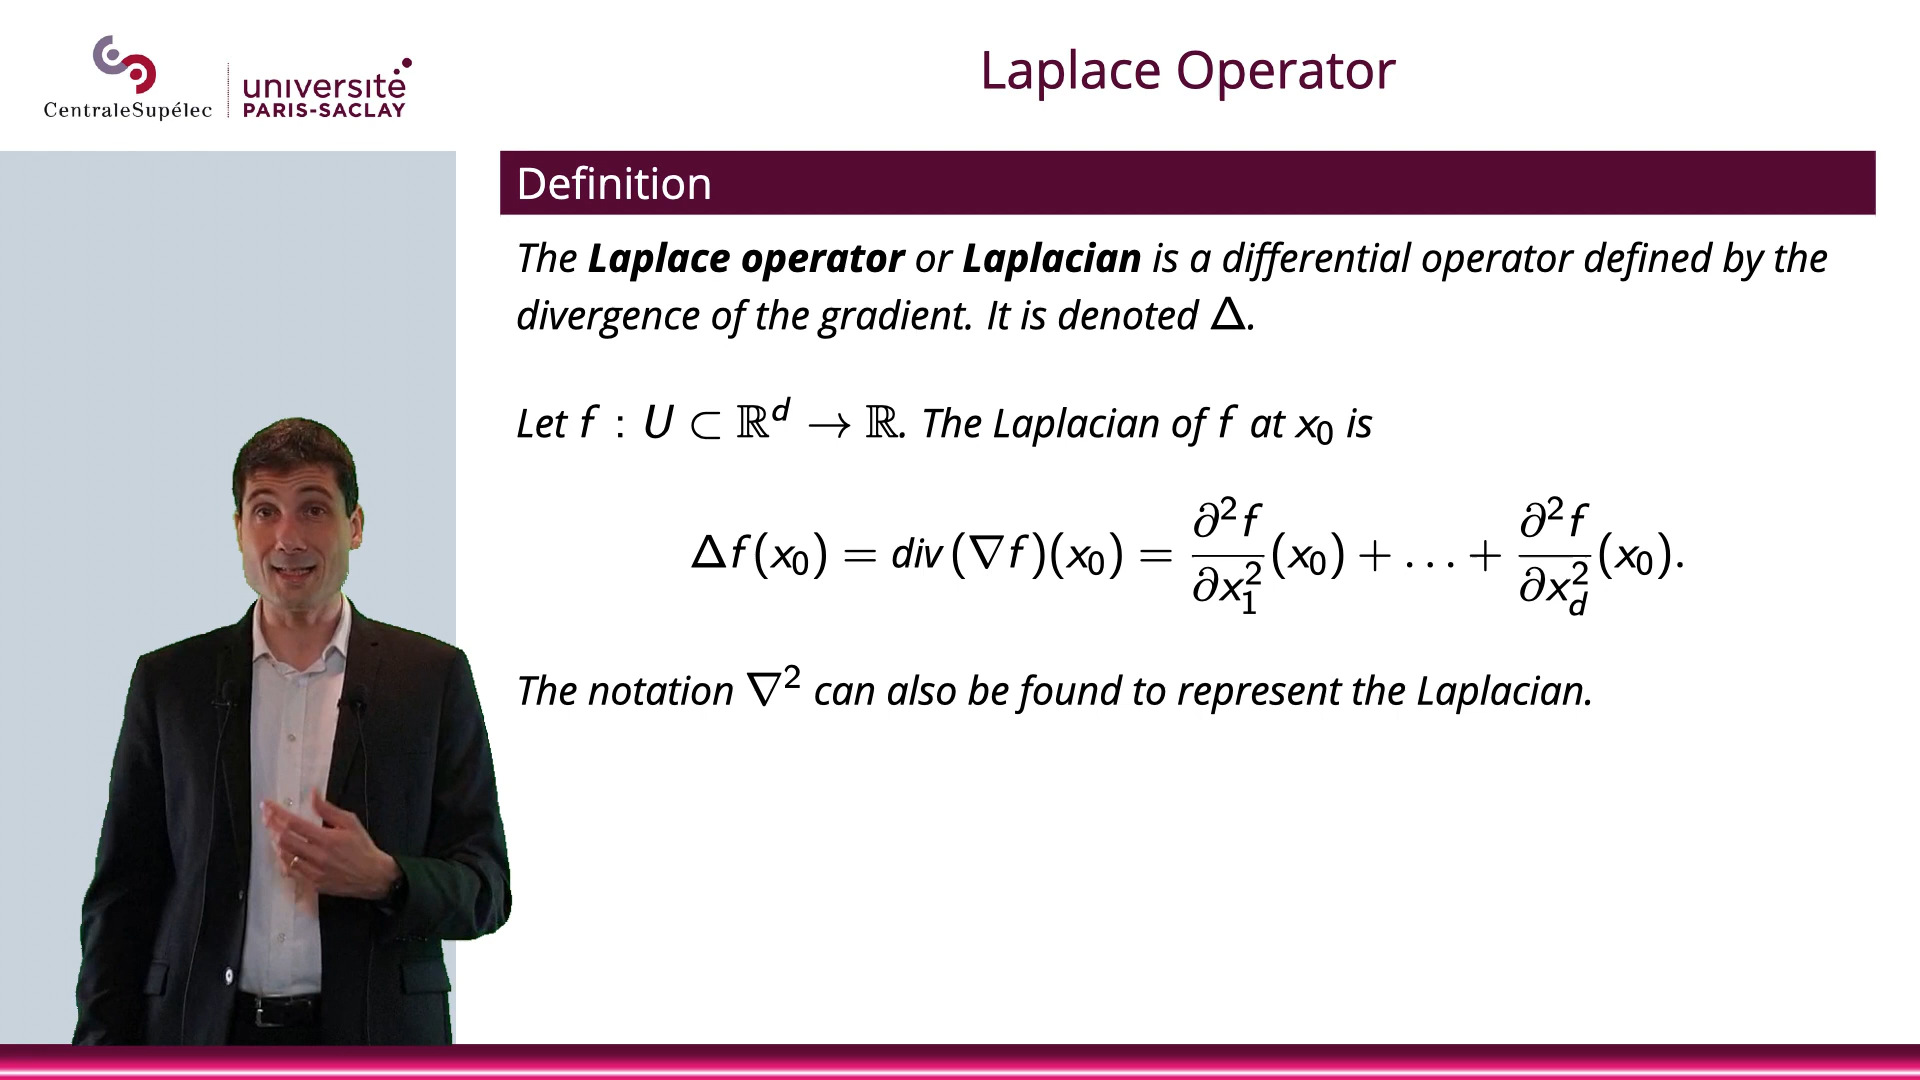 CentraleSupélec
université
PARIS-SACLAY
Laplace Operator
Definition
The Laplace operator or Laplacian is a differential operator defined by the
divergence of the gradient. It is denoted Δ.
Let f : U ⊂ ℝ^d → ℝ. The Laplacian of f at x₀ is
Δf(x₀) = div(∇f)(x₀) = ∂²f/∂x₁²(x₀) + … + ∂²f/∂x_d²(x₀).
The notation ∇² can also be found to represent the Laplacian.